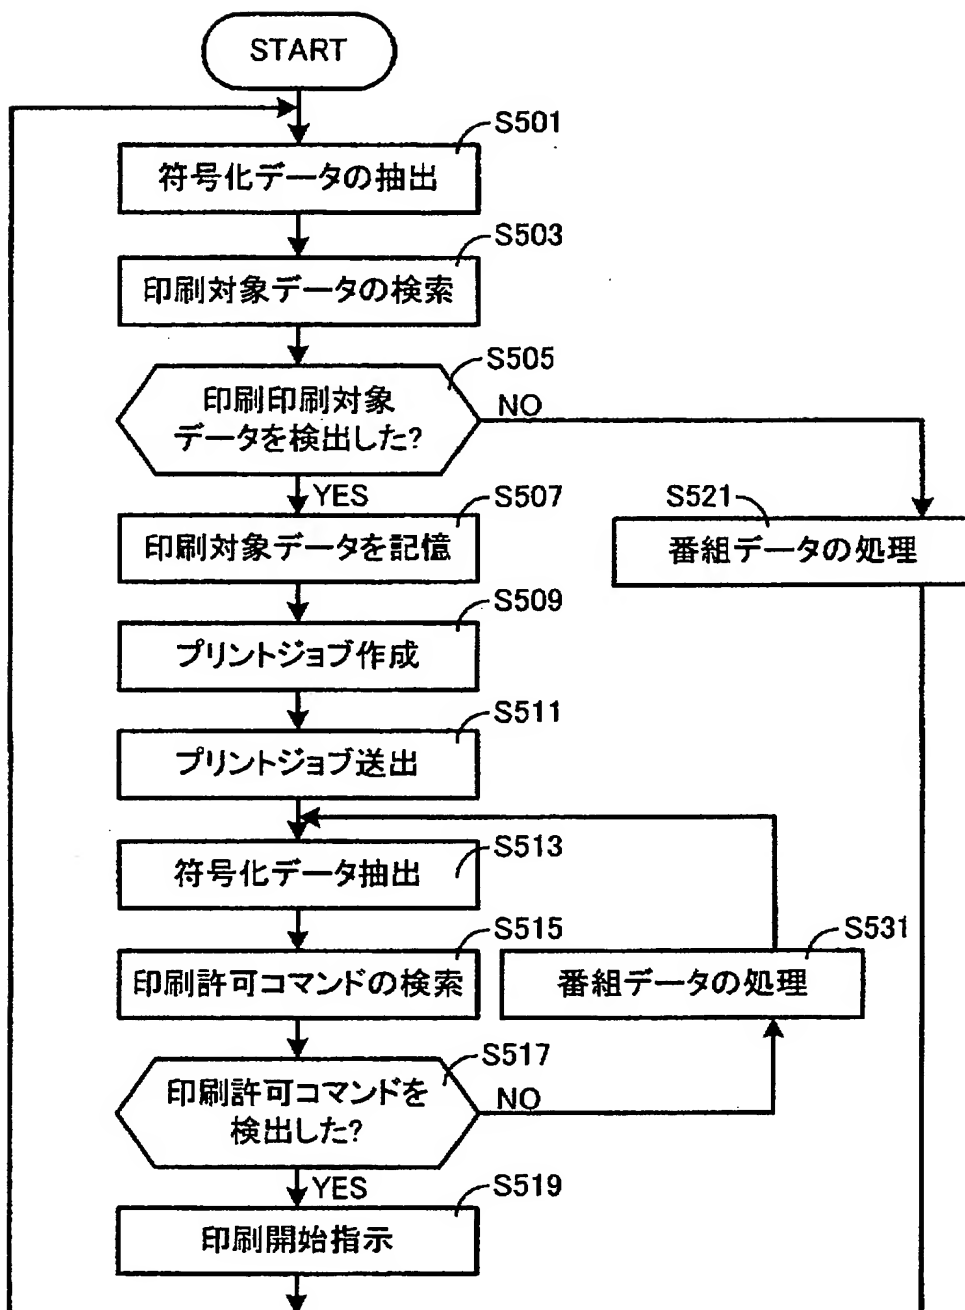 START
S501
符号化データの抽出
S503
印刷対象データの検索
S505
印刷印刷対象
データを検出した?
NO
YES
S507
印刷対象データを記憶
S521
番組データの処理
S509
プリントジョブ作成
S511
プリントジョブ送出
S513
符号化データ抽出
S515
印刷許可コマンドの検索
S531
番組データの処理
S517
印刷許可コマンドを
検出した?
NO
YES
S519
印刷開始指示